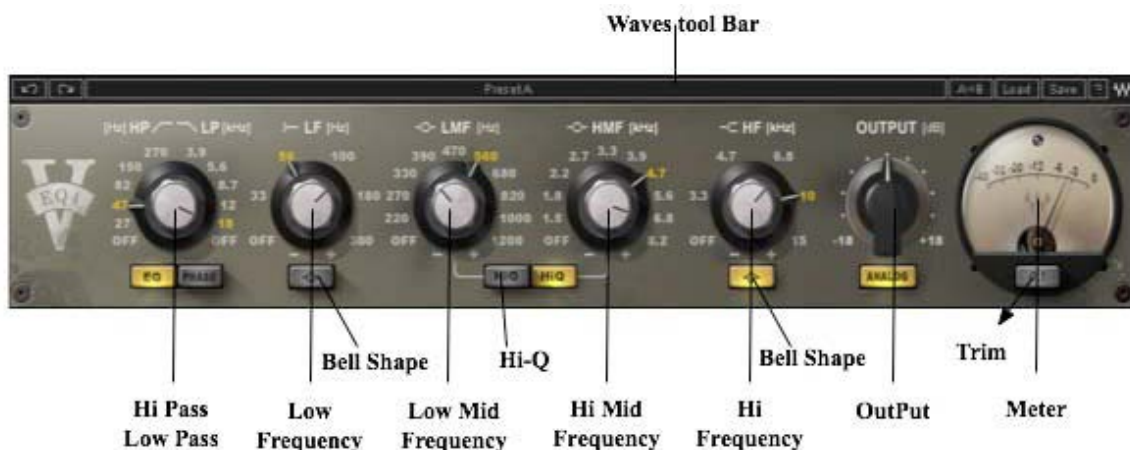 Waves tool Bar
PresetA
A→B Load Save ? W
[Hz] HP LP [kHz]
LF [Hz]
LMF [Hz]
HMF [Hz]
HF [kHz]
OUTPUT [dB]
270 3.9
150 5.6
82 8.7
47 12
27 18
OFF OFF
56 100
33 180
OFF 380
− +
470 560
390 680
330 820
270 1000
220 1200
OFF
− +
3.3 3.9
2.7 4.7
2.2 5.6
1.8 6.8
1.5 8.2
OFF
− +
4.7 6.8
3.3 10
OFF 15
− +
-18 +18
V
EQ4
EQ PHASE
Hi-Q Hi-Q
ANALOG
Bell Shape
Hi-Q
Bell Shape
Trim
Hi Pass
Low Pass
Low
Frequency
Low Mid
Frequency
Hi Mid
Frequency
Hi
Frequency
OutPut
Meter